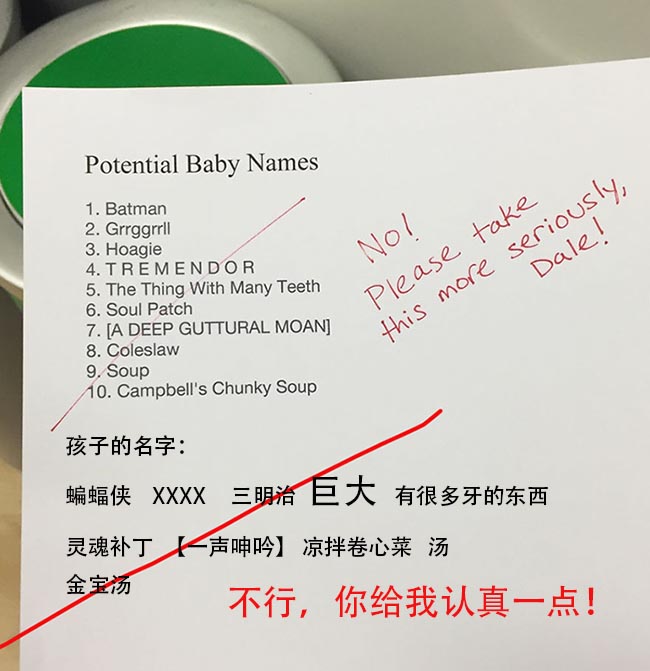 Potential Baby Names
1. Batman
2. Grrggrrll
3. Hoagie
4. T R E M E N D O R
5. The Thing With Many Teeth
6. Soul Patch
7. [A DEEP GUTTURAL MOAN]
8. Coleslaw
9. Soup
10. Campbell's Chunky Soup
No!
Please take
this more seriously,
Dale!
孩子的名字：
蝙蝠侠 XXXX 三明治 巨大 有很多牙的东西
灵魂补丁 【一声呻吟】 凉拌卷心菜 汤
金宝汤
不行，你给我认真一点！